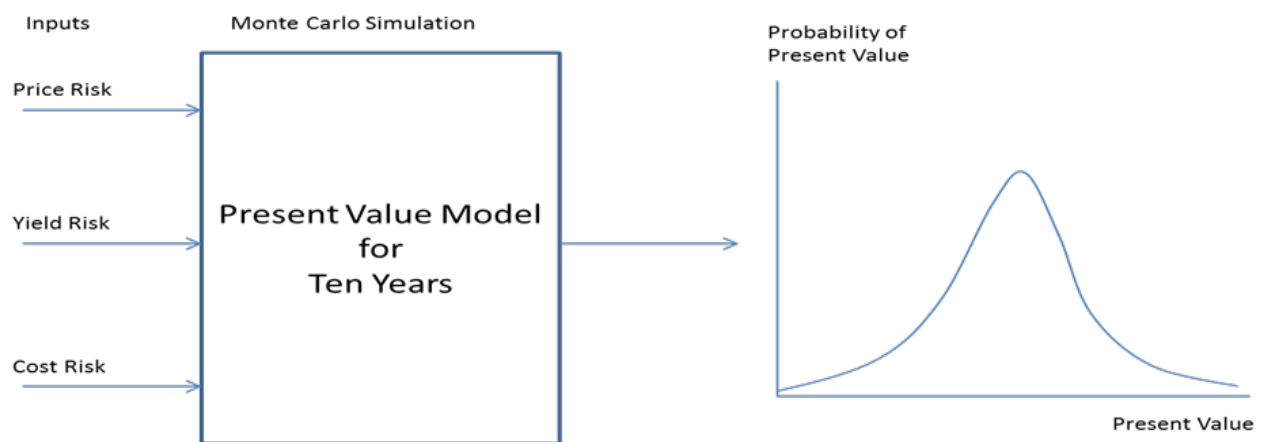 Inputs
Monte Carlo Simulation
Price Risk
Yield Risk
Cost Risk
Present Value Model
for
Ten Years
Probability of
Present Value
Present Value